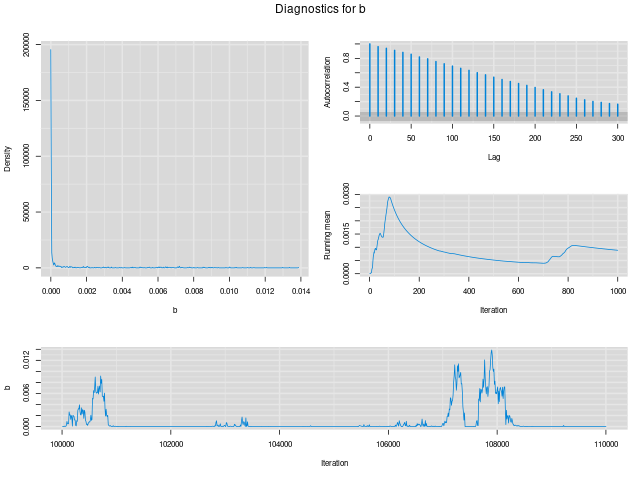 Diagnostics for b
Density
200000
150000
100000
50000
0
0.000 0.002 0.004 0.006 0.008 0.010 0.012 0.014
b
Autocorrelation
0.8
0.4
0.0
0 50 100 150 200 250 300
Lag
Running mean
0.0030
0.0015
0.0000
0 200 400 600 800 1000
Iteration
b
0.012
0.006
0.000
100000 102000 104000 106000 108000 110000
Iteration